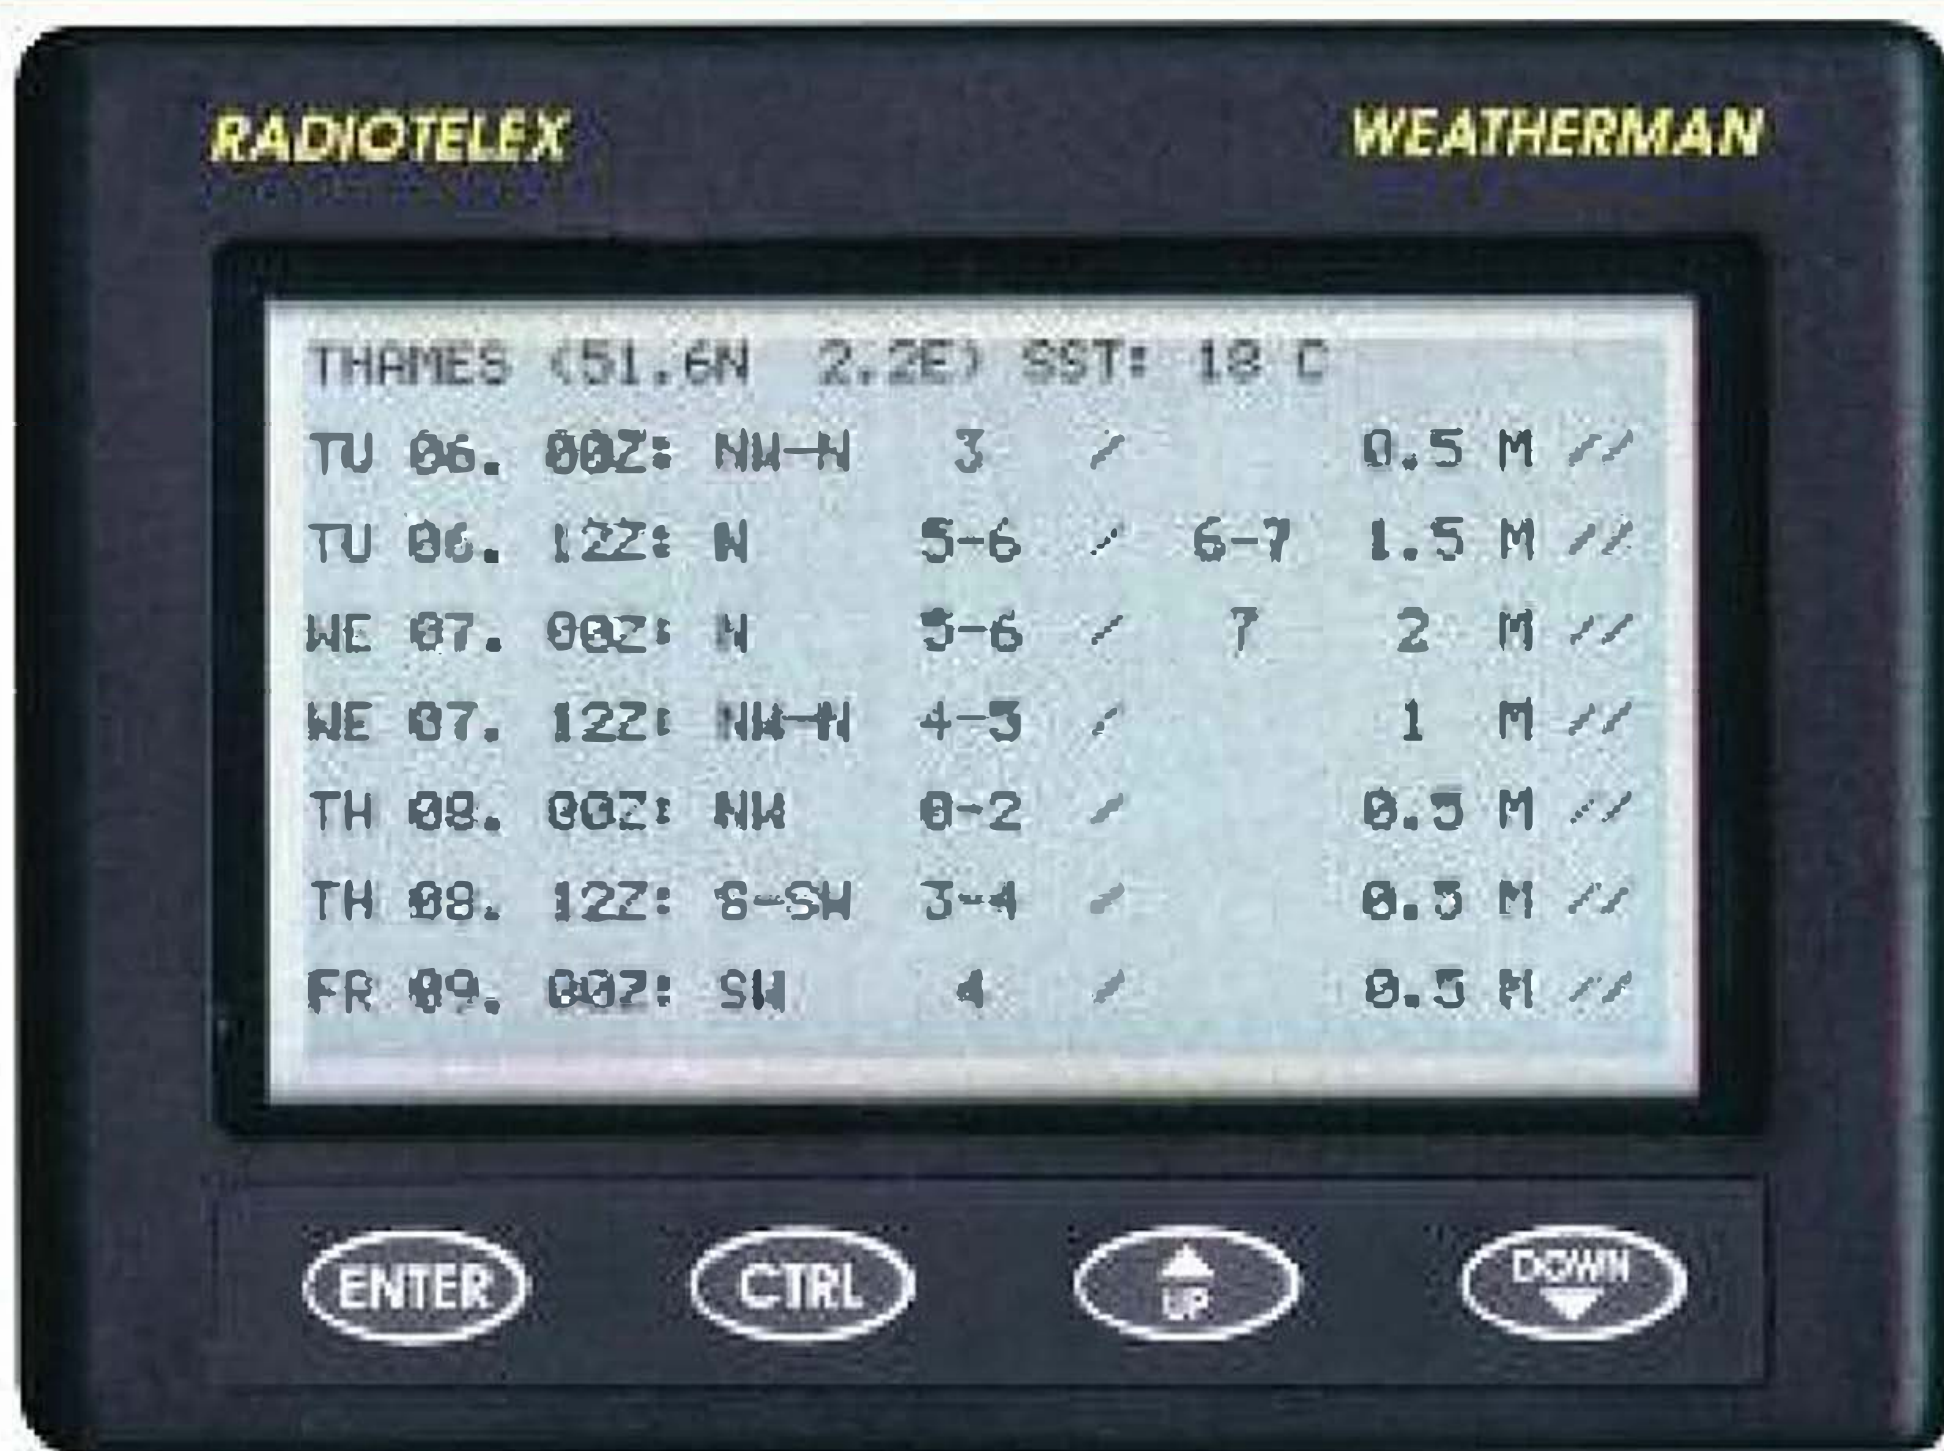 RADIOTELEX WEATHERMAN
THAMES (51.6N 2.2E) SST: 18 C
TU 06. 00Z: NW-N 3 / 0.5 M //
TU 06. 12Z: N 5-6 / 6-7 1.5 M //
WE 07. 00Z: N 5-6 / 7 2 M //
WE 07. 12Z: NW-N 4-3 / 1 M //
TH 08. 00Z: NW 0-2 / 0.5 M //
TH 08. 12Z: S-SW 3-4 / 0.5 M //
FR 09. 00Z: SW 4 / 0.5 M //
ENTER CTRL UP DOWN